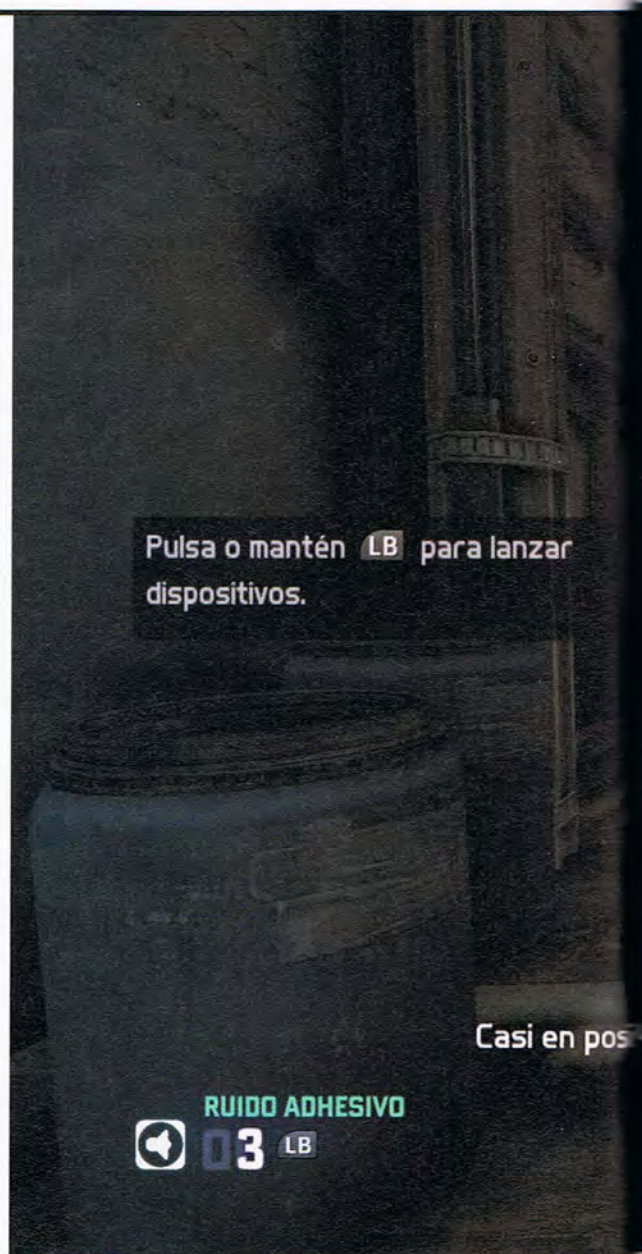 Pulsa o mantén LB para lanzar
dispositivos.
Casi en
RUIDO ADHESIVO
03 LB